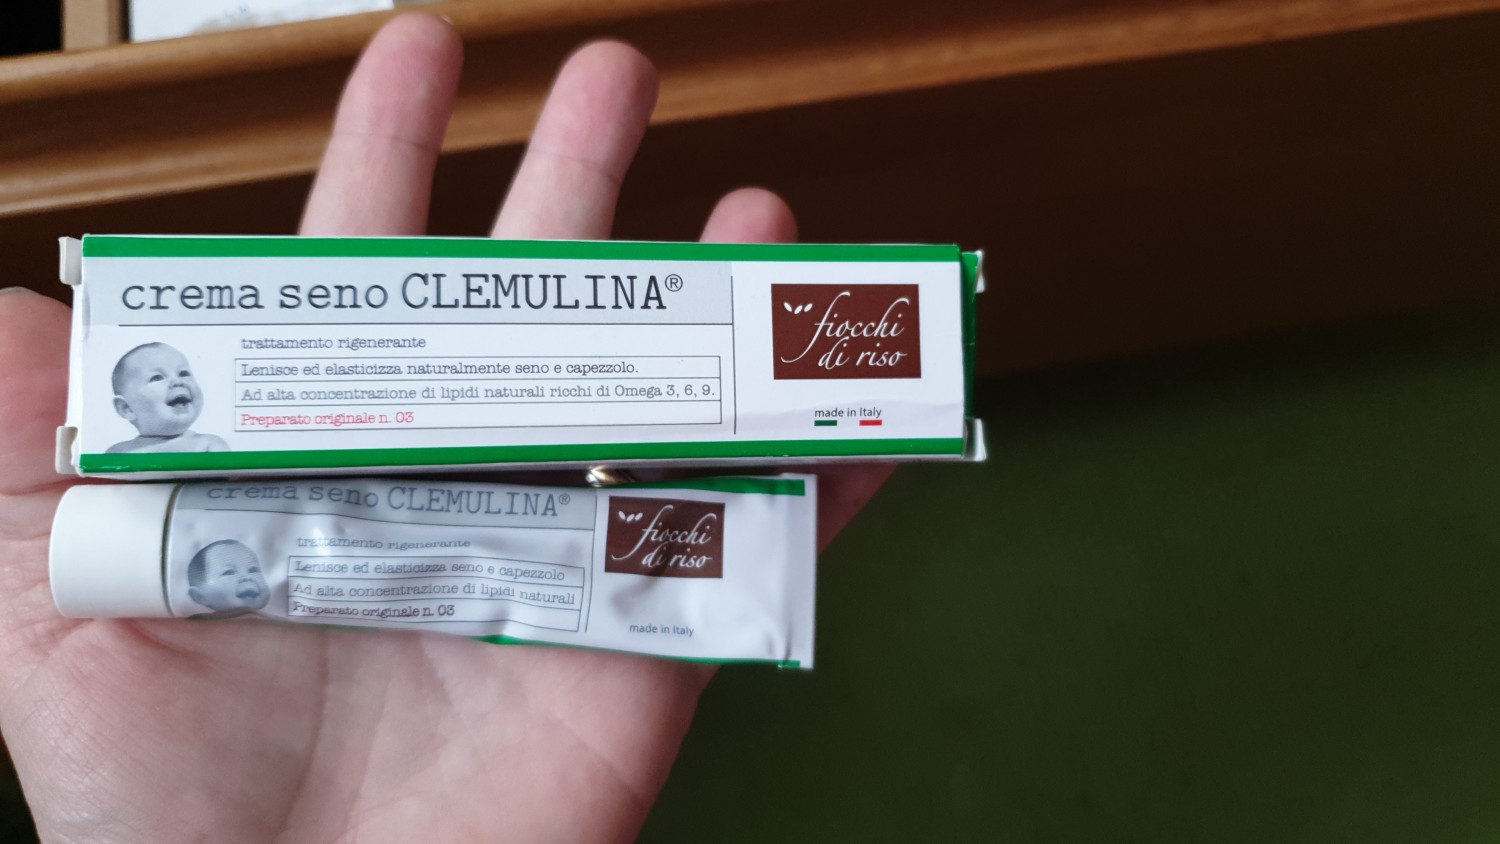 crema seno CLEMULINA®
trattamento rigenerante
Lenisce ed elasticizza naturalmente seno e capezzolo.
Ad alta concentrazione di lipidi naturali ricchi di Omega 3, 6, 9.
Preparato originale n. 03
fiocchi
di riso
made in Italy
crema seno CLEMULINA®
trattamento rigenerante
Lenisce ed elasticizza seno e capezzolo
Ad alta concentrazione di lipidi naturali
Preparato originale n. 03
fiocchi
di riso
made in Italy